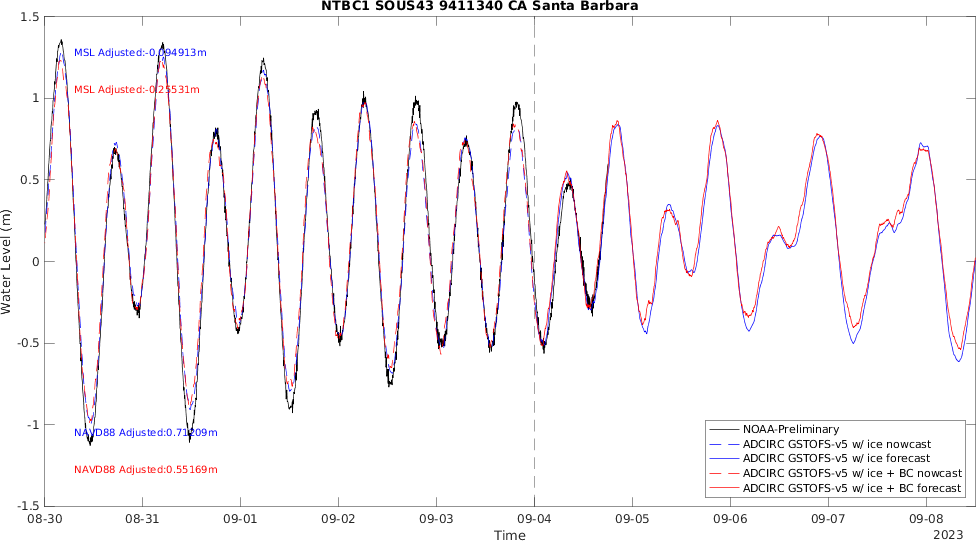 NTBC1 SOUS43 9411340 CA Santa Barbara
1.5
1
0.5
0
-0.5
-1
-1.5
Water Level (m)
MSL Adjusted:-0.094913m
MSL Adjusted:-0.25531m
NAVD88 Adjusted:0.71209m
NAVD88 Adjusted:0.55169m
NOAA-Preliminary
ADCIRC GSTOFS-v5 w/ ice nowcast
ADCIRC GSTOFS-v5 w/ ice forecast
ADCIRC GSTOFS-v5 w/ ice + BC nowcast
ADCIRC GSTOFS-v5 w/ ice + BC forecast
08-30 08-31 09-01 09-02 09-03 09-04 09-05 09-06 09-07 09-08
Time
2023